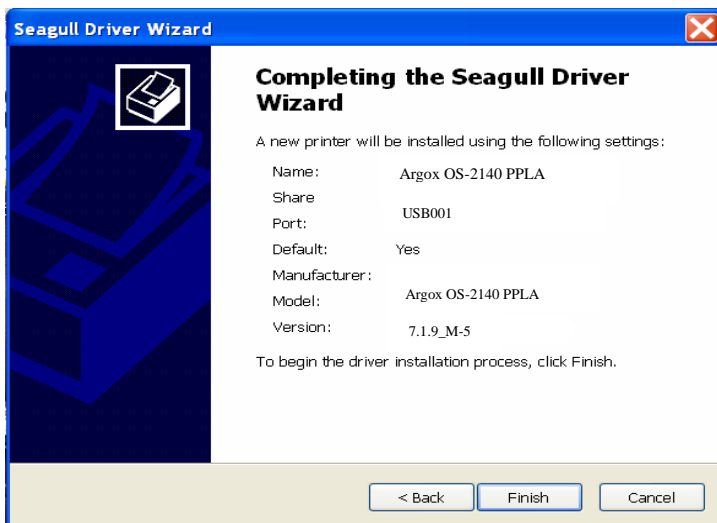 Seagull Driver Wizard
Completing the Seagull Driver
Wizard
A new printer will be installed using the following settings:
Name: Argox OS-2140 PPLA
Share
Port: USB001
Default: Yes
Manufacturer:
Model: Argox OS-2140 PPLA
Version: 7.1.9_M-5
To begin the driver installation process, click Finish.
< Back Finish Cancel